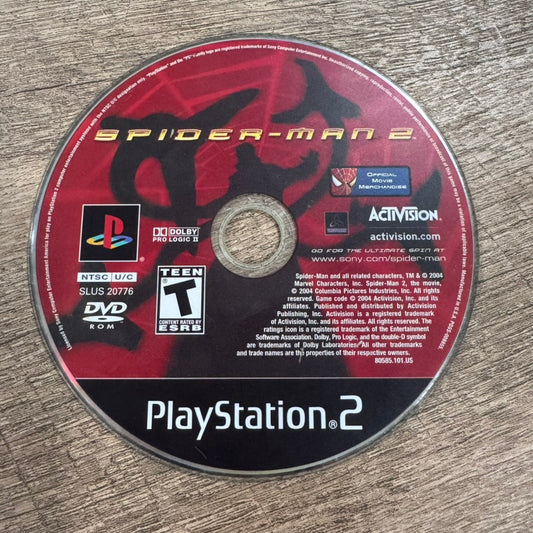 SPIDER-MAN 2
OFFICIAL
MOVIE
MERCHANDISE
ACTIVISION
activision.com
GO FOR THE ULTIMATE SPIN AT
www.sony.com/spider-man
DOLBY
PRO LOGIC II
NTSC U/C
SLUS 20776
DVD
ROM
TEEN
T
CONTENT RATED BY
ESRB
Spider-Man and all related characters, TM & © 2004
Marvel Characters, Inc. Spider-Man 2, the movie,
© 2004 Columbia Pictures Industries, Inc. All rights
reserved. Game code © 2004 Activision, Inc. and its
affiliates. Published and distributed by Activision
Publishing, Inc. Activision is a registered trademark
of Activision, Inc. and its affiliates. All rights reserved. The
ratings icon is a registered trademark of the Entertainment
Software Association. Dolby, Pro Logic, and the double-D symbol
are trademarks of Dolby Laboratories. All other trademarks
and trade names are the properties of their respective owners.
80585.101.US
PlayStation®2